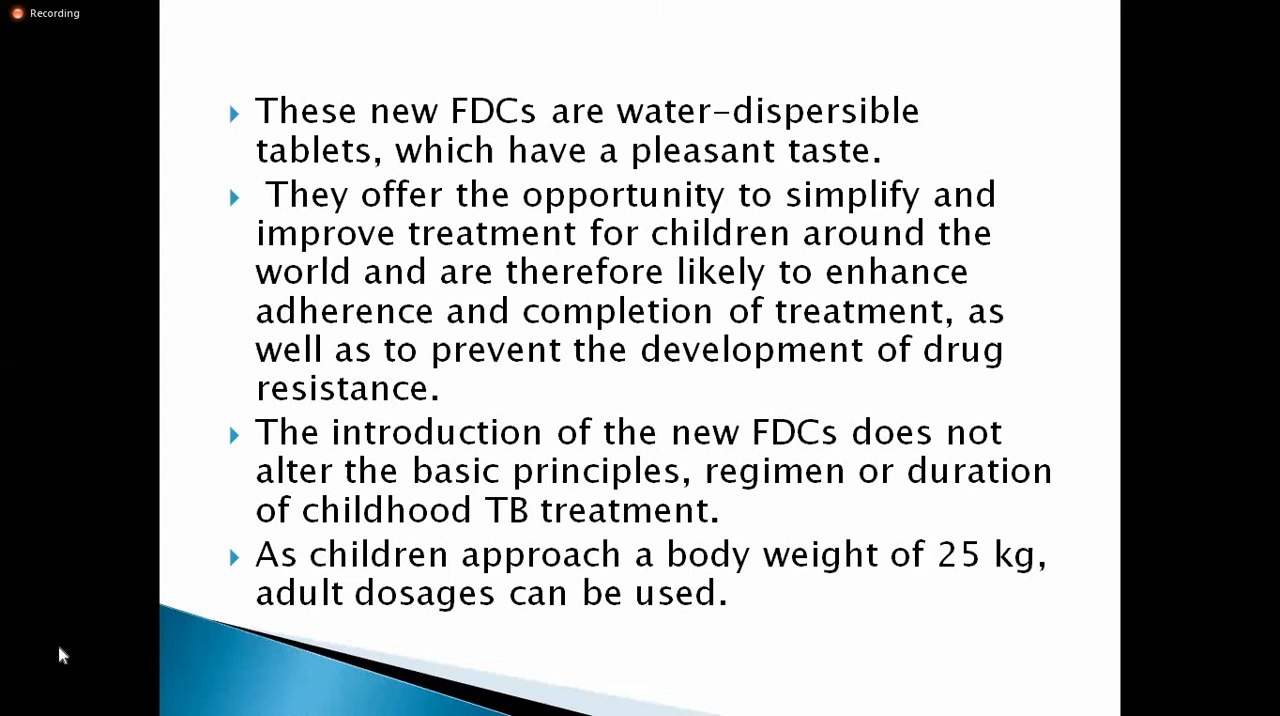 Recording
These new FDCs are water-dispersible
tablets, which have a pleasant taste.
They offer the opportunity to simplify and
improve treatment for children around the
world and are therefore likely to enhance
adherence and completion of treatment, as
well as to prevent the development of drug
resistance.
The introduction of the new FDCs does not
alter the basic principles, regimen or duration
of childhood TB treatment.
As children approach a body weight of 25 kg,
adult dosages can be used.